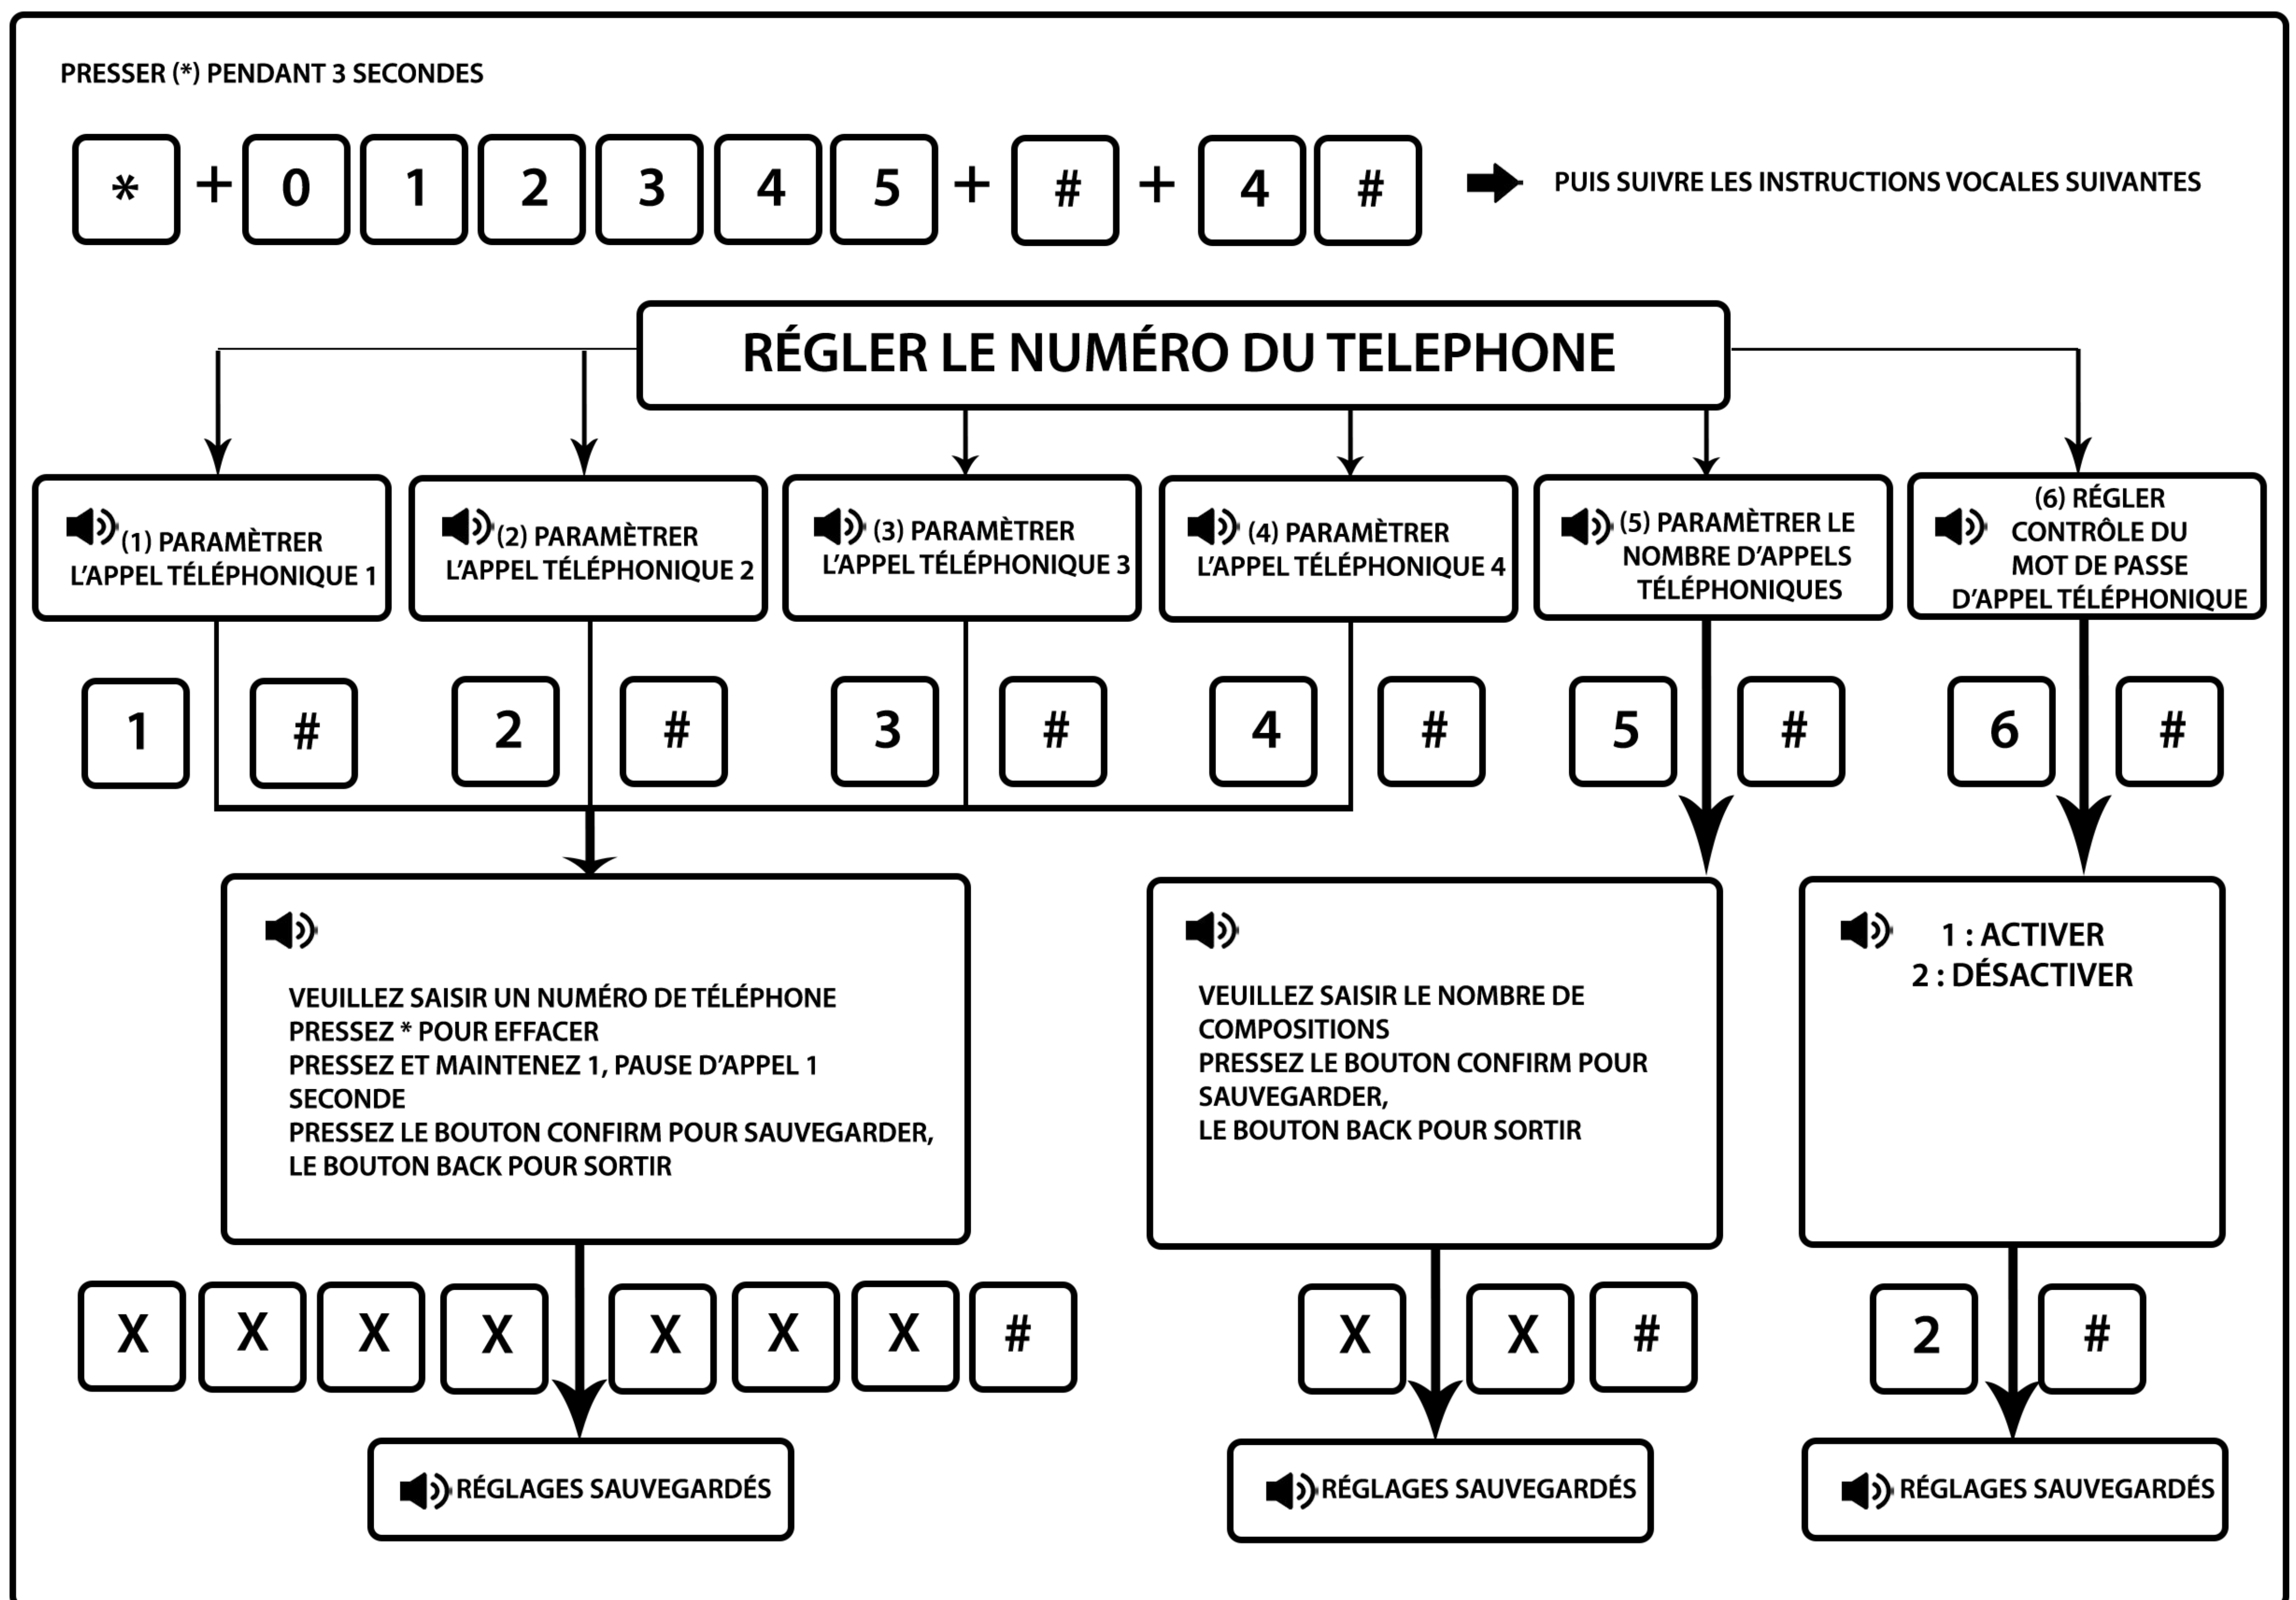 PRESSER (*) PENDANT 3 SECONDES
* + 0 1 2 3 4 5 + # + 4 # PUIS SUIVRE LES INSTRUCTIONS VOCALES SUIVANTES
RÉGLER LE NUMÉRO DU TELEPHONE
(1) PARAMÈTRER
L'APPEL TÉLÉPHONIQUE 1
(2) PARAMÈTRER
L'APPEL TÉLÉPHONIQUE 2
(3) PARAMÈTRER
L'APPEL TÉLÉPHONIQUE 3
(4) PARAMÈTRER
L'APPEL TÉLÉPHONIQUE 4
(5) PARAMÈTRER LE
NOMBRE D'APPELS
TÉLÉPHONIQUES
(6) RÉGLER
CONTRÔLE DU
MOT DE PASSE
D'APPEL TÉLÉPHONIQUE
1 # 2 # 3 # 4 # 5 # 6 #
VEUILLEZ SAISIR UN NUMÉRO DE TÉLÉPHONE
PRESSEZ * POUR EFFACER
PRESSEZ ET MAINTENEZ 1, PAUSE D'APPEL 1
SECONDE
PRESSEZ LE BOUTON CONFIRM POUR SAUVEGARDER,
LE BOUTON BACK POUR SORTIR
VEUILLEZ SAISIR LE NOMBRE DE
COMPOSITIONS
PRESSEZ LE BOUTON CONFIRM POUR
SAUVEGARDER,
LE BOUTON BACK POUR SORTIR
1 : ACTIVER
2 : DÉSACTIVER
X X X X X X X #
X X #
2 #
RÉGLAGES SAUVEGARDÉS
RÉGLAGES SAUVEGARDÉS
RÉGLAGES SAUVEGARDÉS